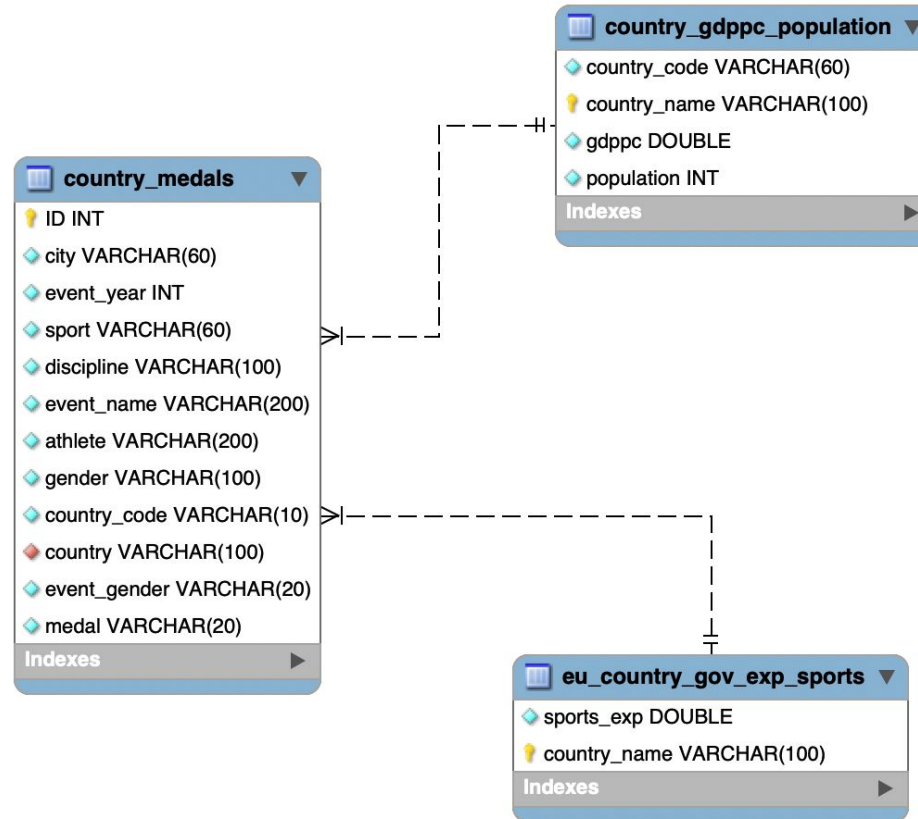 country_gdppc_population
country_code VARCHAR(60)
country_name VARCHAR(100)
gdppc DOUBLE
population INT
Indexes
country_medals
ID INT
city VARCHAR(60)
event_year INT
sport VARCHAR(60)
discipline VARCHAR(100)
event_name VARCHAR(200)
athlete VARCHAR(200)
gender VARCHAR(100)
country_code VARCHAR(10)
country VARCHAR(100)
event_gender VARCHAR(20)
medal VARCHAR(20)
Indexes
eu_country_gov_exp_sports
sports_exp DOUBLE
country_name VARCHAR(100)
Indexes